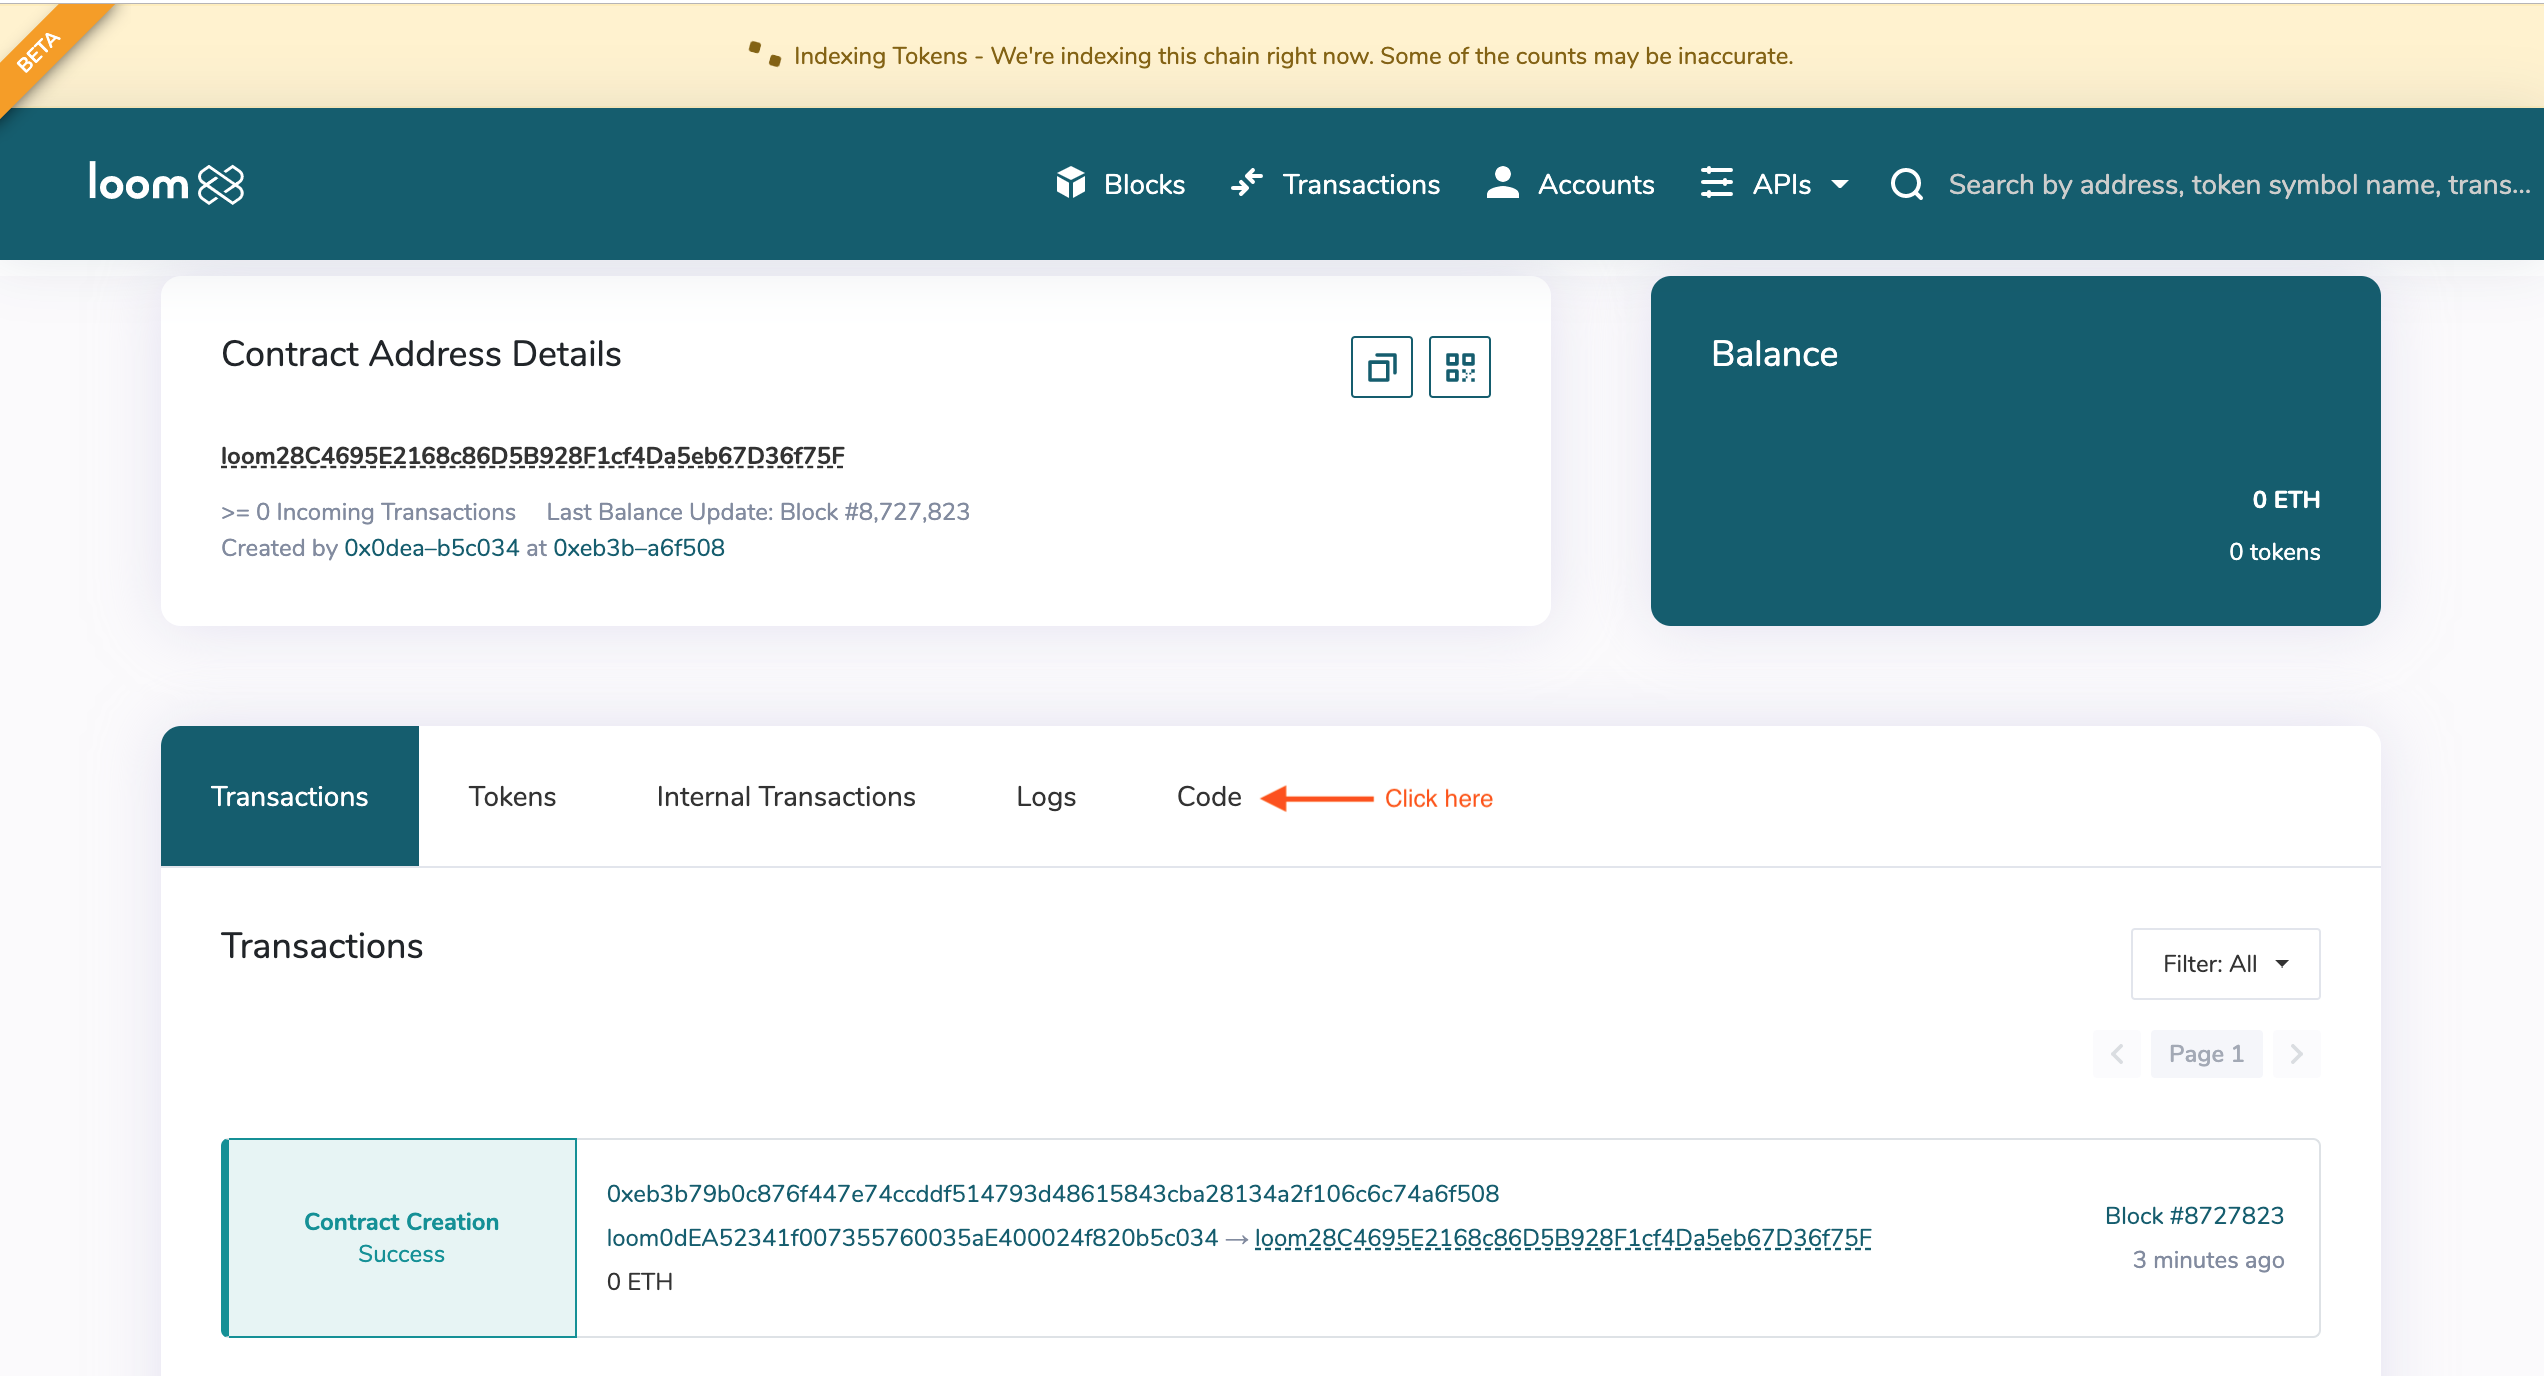 BETA
Indexing Tokens - We're indexing this chain right now. Some of the counts may be inaccurate.
loom
Blocks
Transactions
Accounts
APIs
Search by address, token symbol name, trans...
Contract Address Details
loom28C4695E2168c86D5B928F1cf4Da5eb67D36f75F
>= 0 Incoming Transactions Last Balance Update: Block #8,727,823
Created by 0x0dea–b5c034 at 0xeb3b–a6f508
Balance
0 ETH
0 tokens
Transactions
Tokens
Internal Transactions
Logs
Code
Click here
Transactions
Filter: All
Page 1
Contract Creation
Success
0xeb3b79b0c876f447e74ccddf514793d48615843cba28134a2f106c6c74a6f508
loom0dEA52341f007355760035aE400024f820b5c034 → loom28C4695E2168c86D5B928F1cf4Da5eb67D36f75F
0 ETH
Block #8727823
3 minutes ago